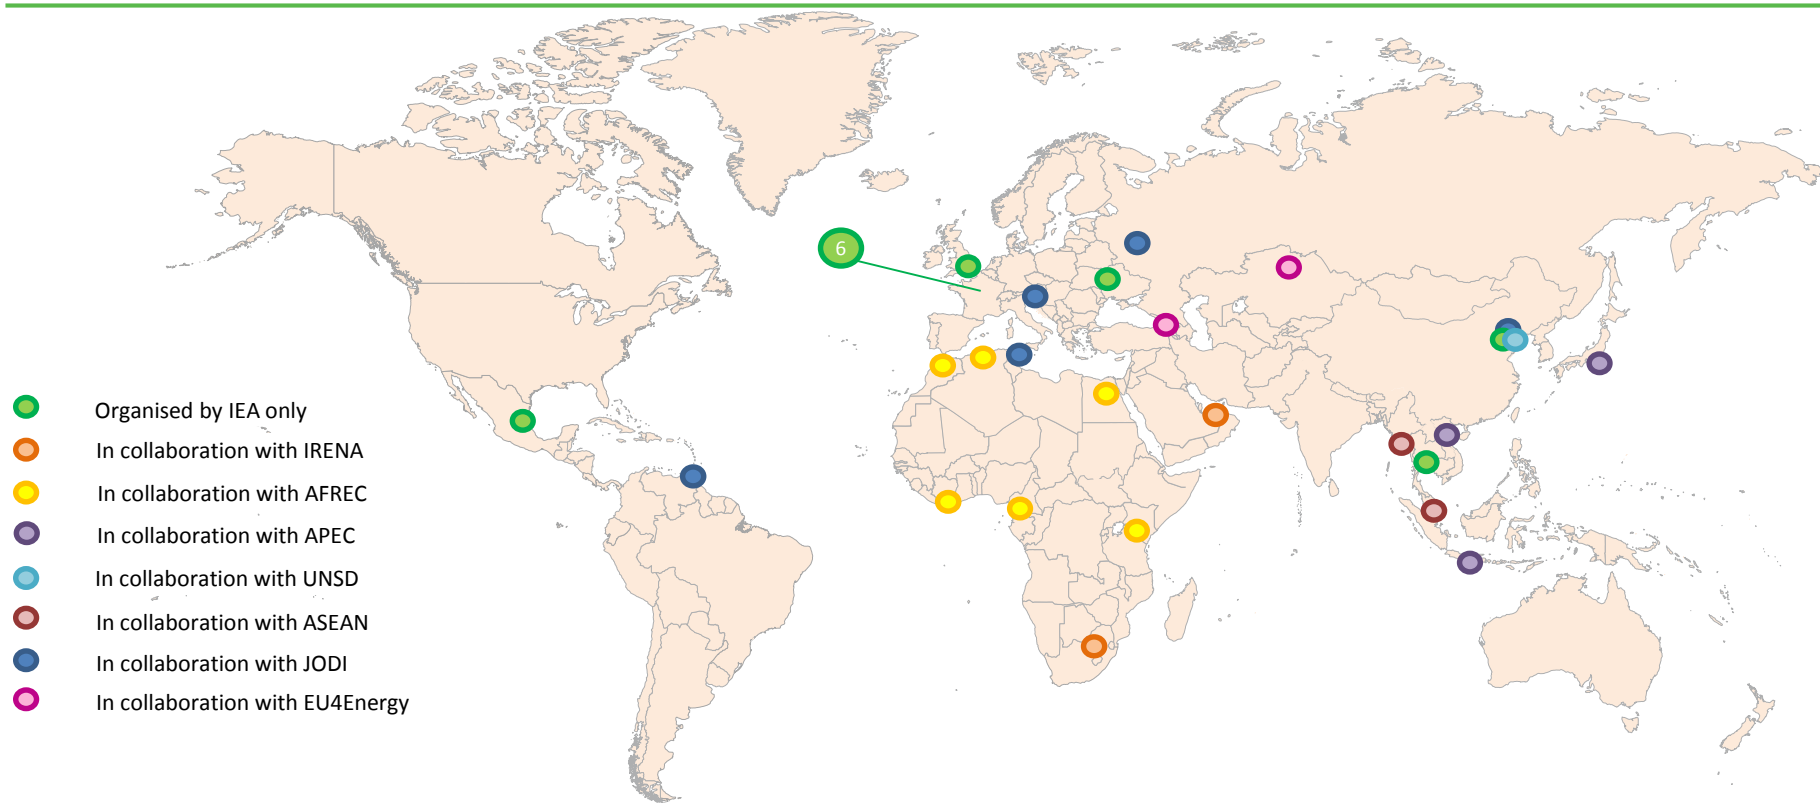 6
Organised by IEA only
In collaboration with IRENA
In collaboration with AFREC
In collaboration with APEC
In collaboration with UNSD
In collaboration with ASEAN
In collaboration with JODI
In collaboration with EU4Energy